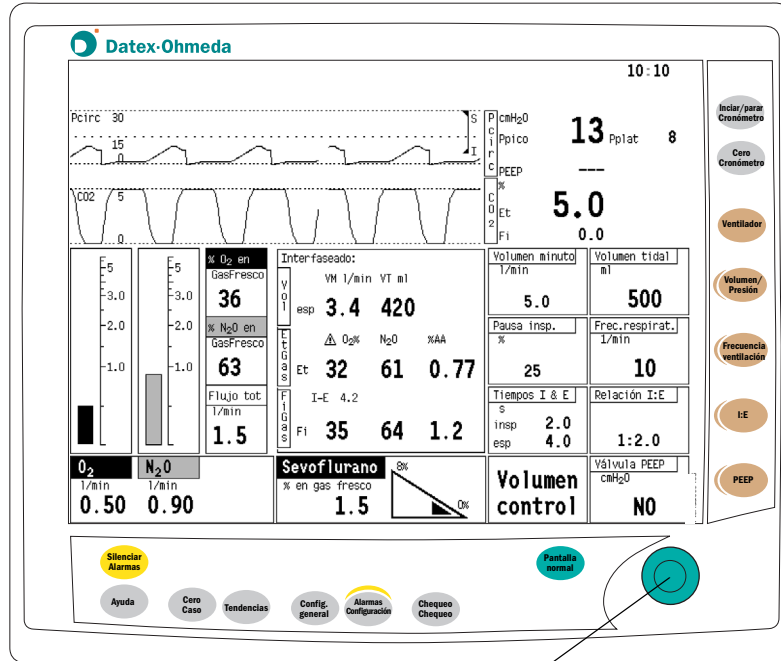 Datex-Ohmeda
10:10
Pcirc 30
15
0
S
I
Pcirc
cmH2O
Ppico 13 Pplat 8
PEEP ---
CO2 5
0
CO2
%
Et 5.0
Fi 0.0
5
3.0
2.0
1.0
5
3.0
2.0
1.0
% O2 en
GasFresco
36
% N2O en
GasFresco
63
Flujo tot
l/min
1.5
Interfaseado:
Vol
VM l/min VT ml
esp 3.4 420
EtGas
⚠ O2% N2O %AA
Et 32 61 0.77
FiGas
I-E 4.2
Fi 35 64 1.2
Volumen minuto
l/min
5.0
Volumen tidal
ml
500
Pausa insp.
%
25
Frec.respirat.
1/min
10
Tiempos I & E
s
insp 2.0
esp 4.0
Relación I:E
1:2.0
O2
l/min
0.50
N2O
l/min
0.90
Sevoflurano
% en gas fresco
1.5
8%
0%
Volumen
control
Válvula PEEP
cmH2O
NO
Inciar/parar
Cronómetro
Cero
Cronómetro
Ventilador
Volumen/
Presión
Frecuencia
ventilación
I:E
PEEP
Silenciar
Alarmas
Pantalla
normal
Ayuda
Cero
Caso
Tendencias
Config.
general
Alarmas
Configuración
Chequeo
Chequeo